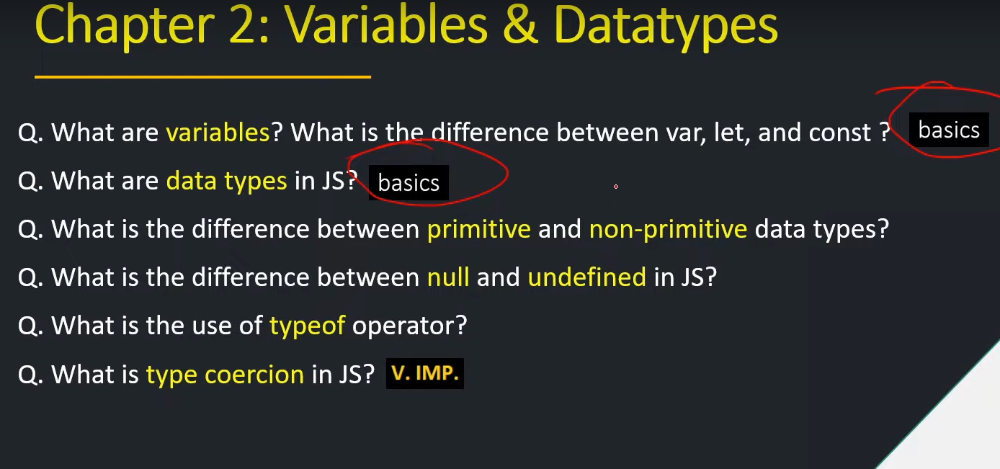 Chapter 2: Variables & Datatypes
Q. What are variables? What is the difference between var, let, and const ? basics
Q. What are data types in JS? basics
Q. What is the difference between primitive and non-primitive data types?
Q. What is the difference between null and undefined in JS?
Q. What is the use of typeof operator?
Q. What is type coercion in JS? V. IMP.